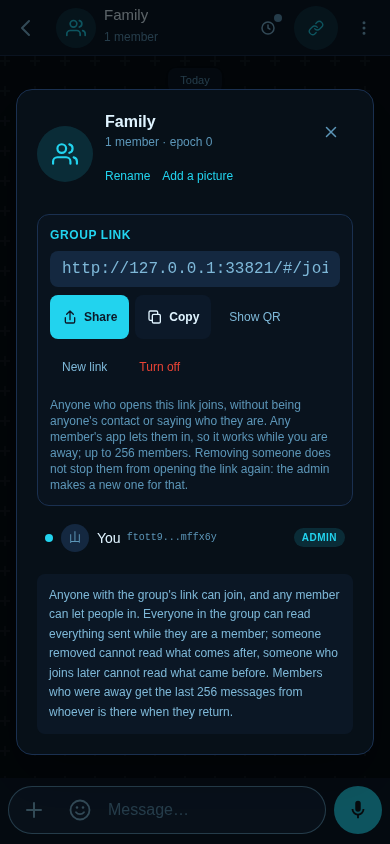 Family
1 member
Today
Family
1 member · epoch 0
Rename Add a picture
GROUP LINK
http://127.0.0.1:33821/#/joi
Share Copy Show QR
New link Turn off
Anyone who opens this link joins, without being
anyone's contact or saying who they are. Any
member's app lets them in, so it works while you are
away; up to 256 members. Removing someone does
not stop them from opening the link again: the admin
makes a new one for that.
You ftott9...mffx6y ADMIN
Anyone with the group's link can join, and any member
can let people in. Everyone in the group can read
everything sent while they are a member; someone
removed cannot read what comes after, someone who
joins later cannot read what came before. Members
who were away get the last 256 messages from
whoever is there when they return.
Message…